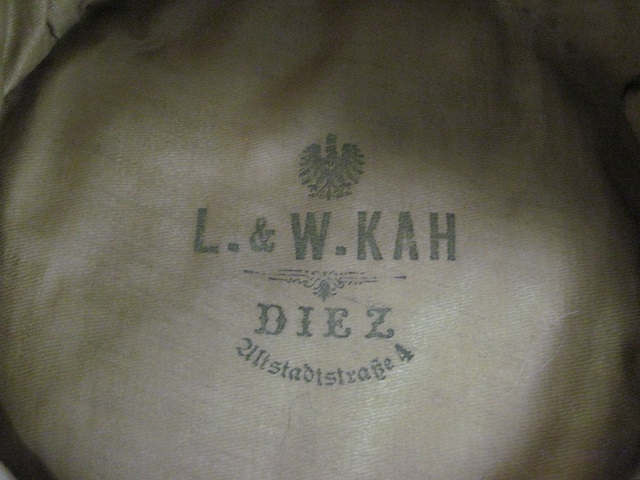 L. & W. KAH
DIEZ
Altstadtstraße 4